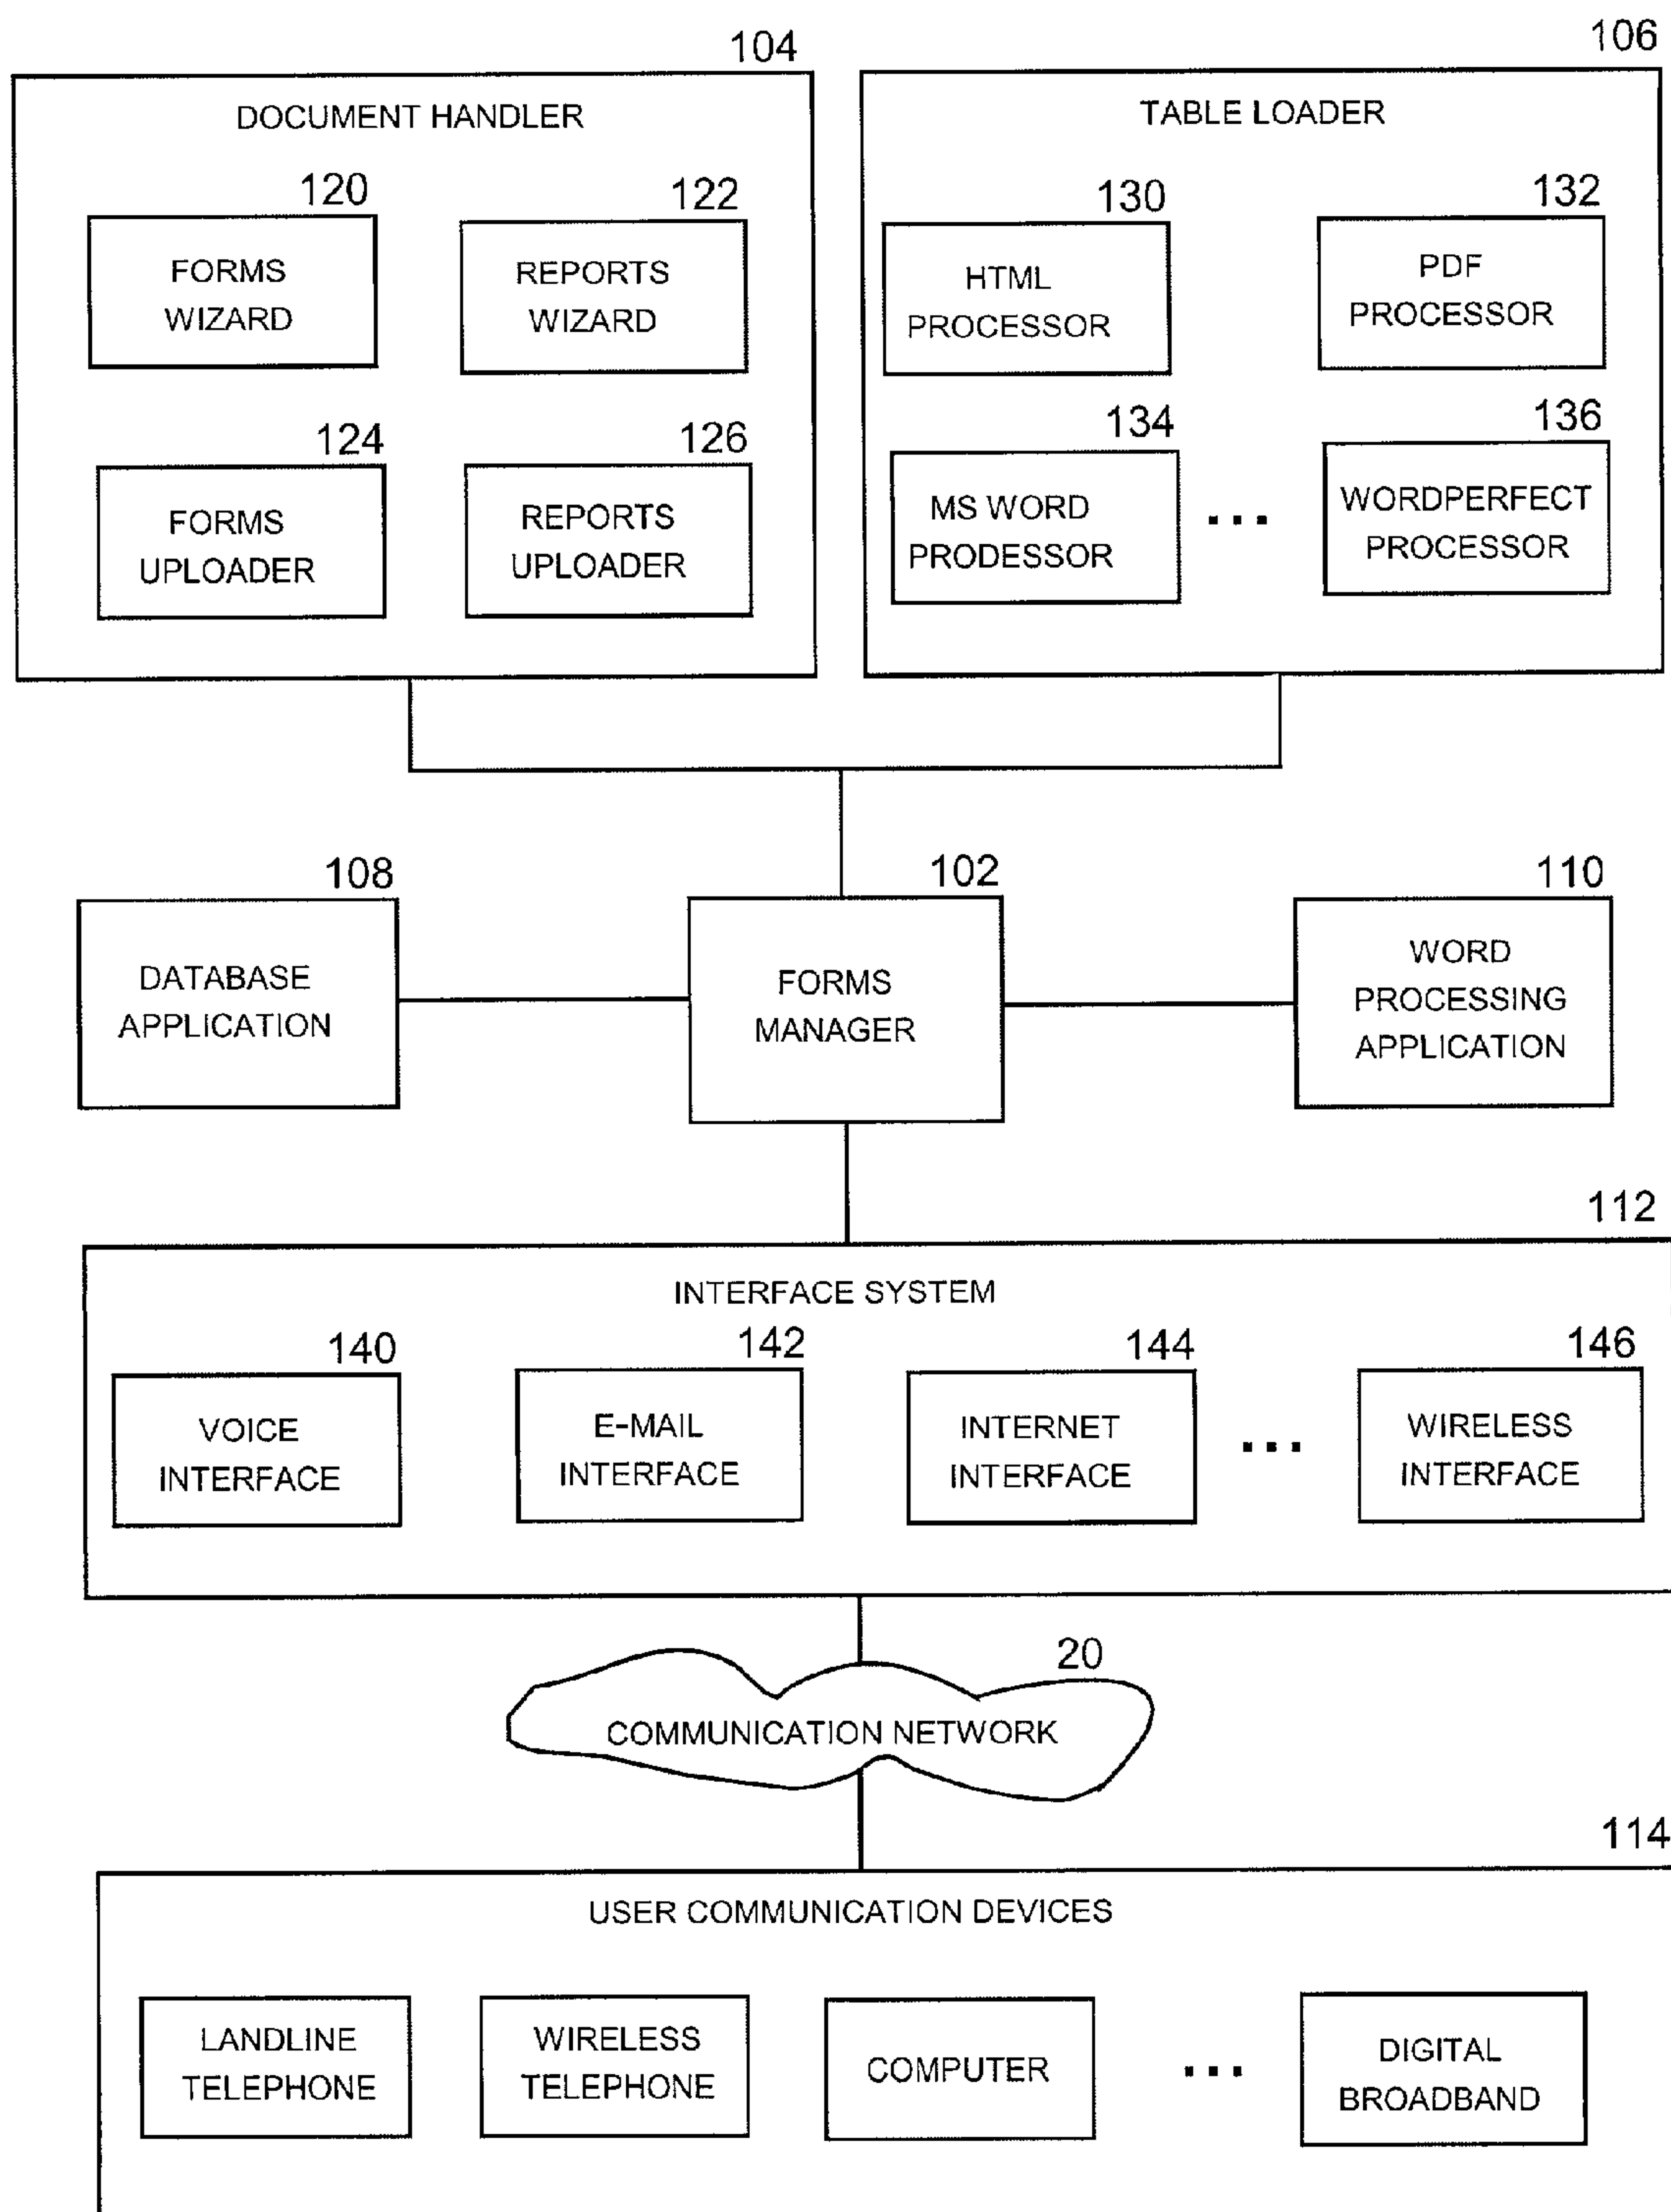 104
106
DOCUMENT HANDLER
TABLE LOADER
120
122
130
132
FORMS
WIZARD
REPORTS
WIZARD
HTML
PROCESSOR
PDF
PROCESSOR
124
126
134
136
FORMS
UPLOADER
REPORTS
UPLOADER
MS WORD
PRODESSOR
...
WORDPERFECT
PROCESSOR
108
102
110
DATABASE
APPLICATION
FORMS
MANAGER
WORD
PROCESSING
APPLICATION
112
INTERFACE SYSTEM
140
142
144
146
VOICE
INTERFACE
E-MAIL
INTERFACE
INTERNET
INTERFACE
...
WIRELESS
INTERFACE
20
COMMUNICATION NETWORK
114
USER COMMUNICATION DEVICES
LANDLINE
TELEPHONE
WIRELESS
TELEPHONE
COMPUTER
...
DIGITAL
BROADBAND